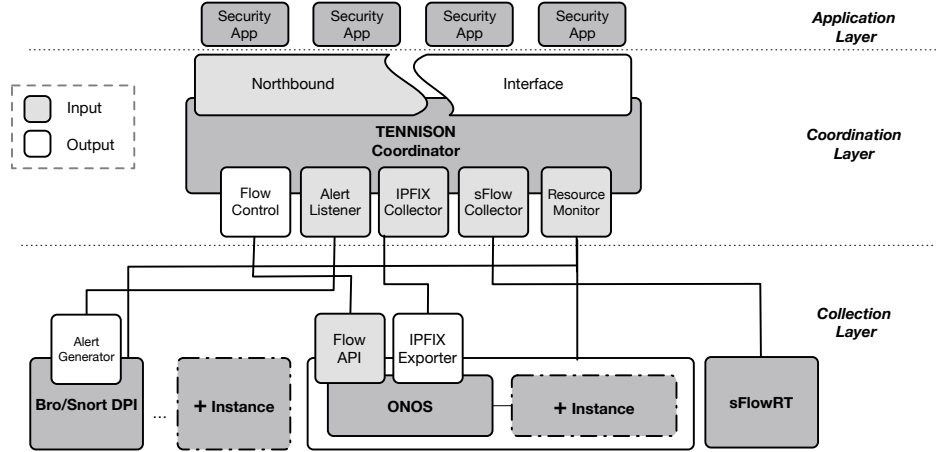 Security
App
Security
App
Security
App
Security
App
Application
Layer
Northbound
Interface
Input
Output
TENNISON
Coordinator
Coordination
Layer
Flow
Control
Alert
Listener
IPFIX
Collector
sFlow
Collector
Resource
Monitor
Collection
Layer
Alert
Generator
Flow
API
IPFIX
Exporter
Bro/Snort DPI
...
+ Instance
ONOS
+ Instance
sFlowRT